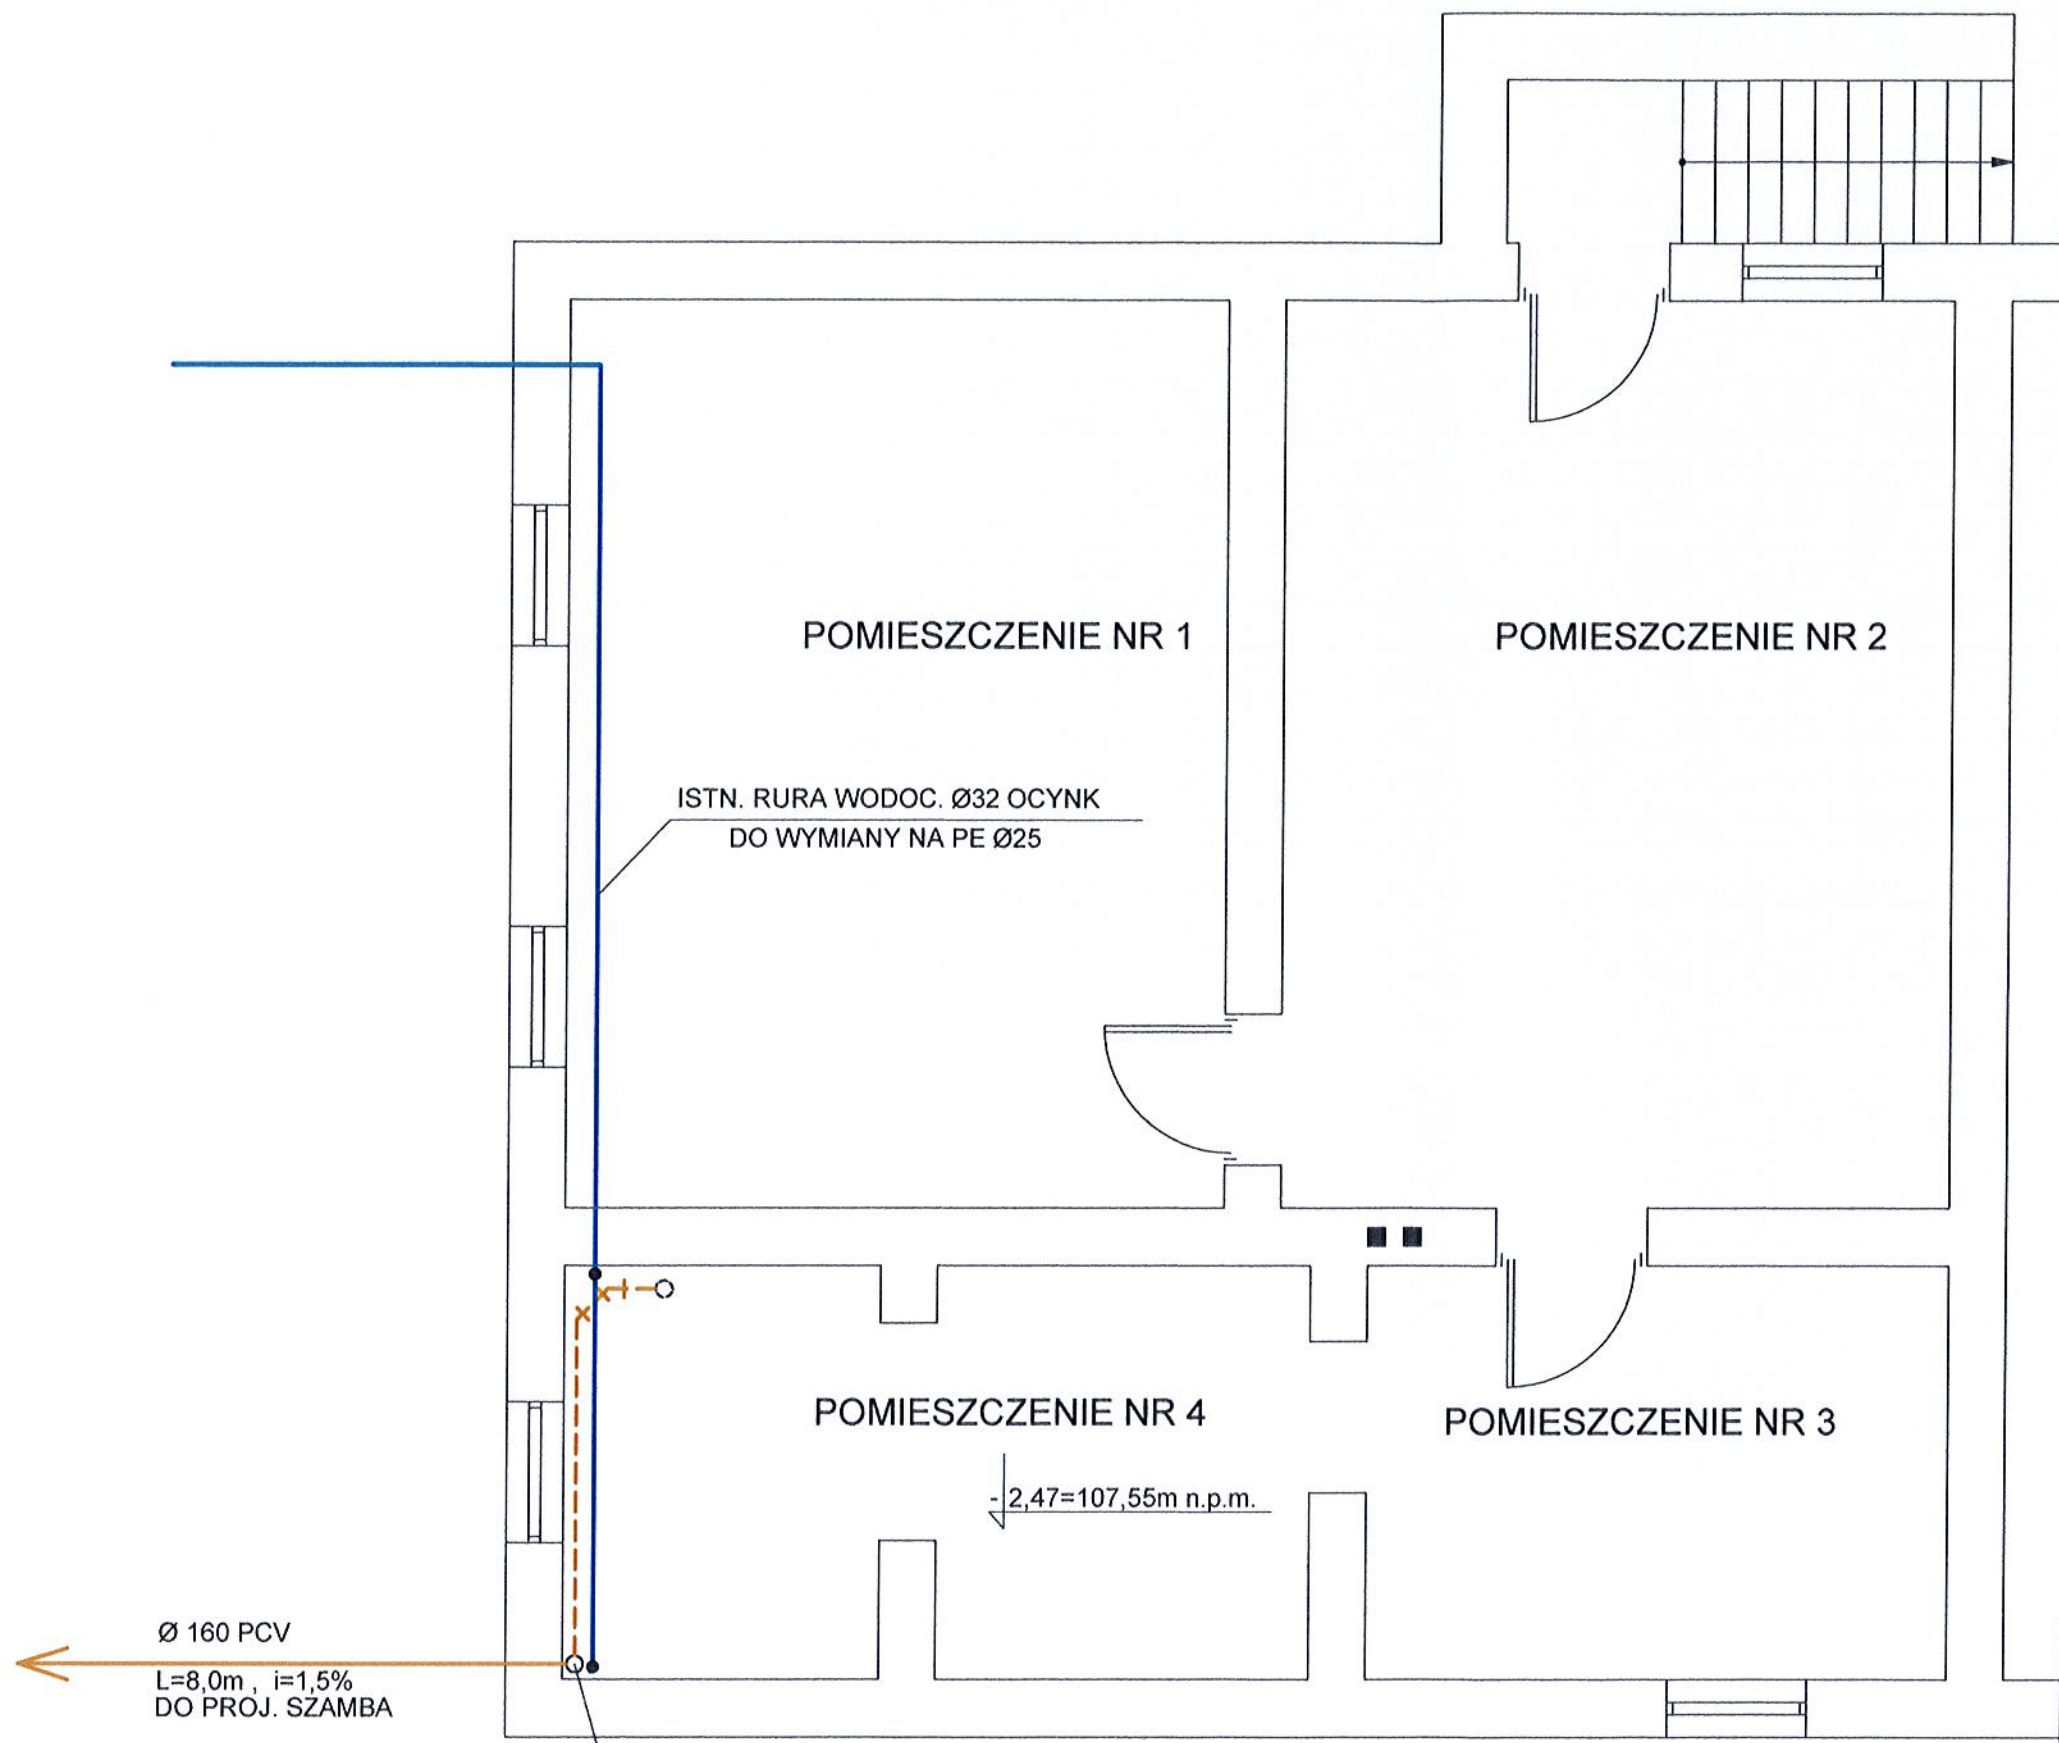 POMIESZCZENIE NR 1
POMIESZCZENIE NR 2
ISTN. RURA WODOC. Ø32 OCYNK
DO WYMIANY NA PE Ø25
POMIESZCZENIE NR 4
POMIESZCZENIE NR 3
- 2,47=107,55m n.p.m.
Ø 160 PCV
L=8,0m , i=1,5%
DO PROJ. SZAMBA